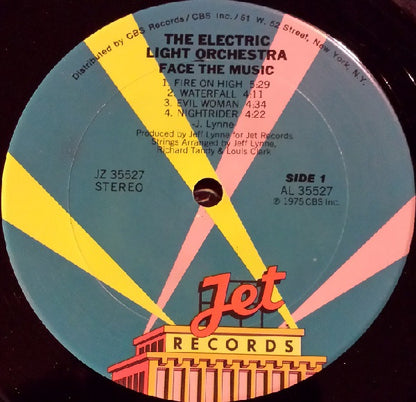 Distributed by CBS Records/CBS Inc./51 W. 52 Street, New York, N.Y.
THE ELECTRIC
LIGHT ORCHESTRA
FACE THE MUSIC
1. FIRE ON HIGH 5:29
2. WATERFALL 4:11
3. EVIL WOMAN 4:34
4. NIGHTRIDER 4:22
-J. Lynne-
Produced by Jeff Lynne for Jet Records
Strings Arranged by Jeff Lynne,
Richard Tandy & Louis Clark.
JZ 35527
STEREO
SIDE 1
AL 35527
℗ 1975 CBS Inc.
Jet
RECORDS